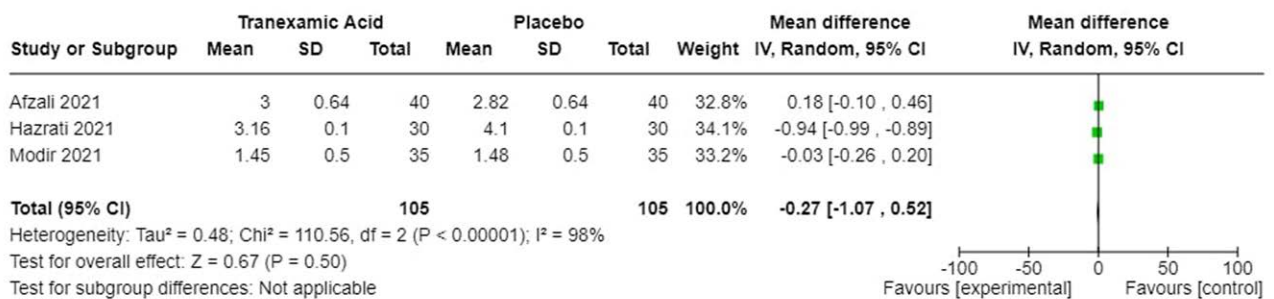 Tranexamic Acid Placebo Mean difference Mean difference
Study or Subgroup Mean SD Total Mean SD Total Weight IV, Random, 95% CI IV, Random, 95% CI
Afzali 2021 3 0.64 40 2.82 0.64 40 32.8% 0.18 [-0.10 , 0.46]
Hazrati 2021 3.16 0.1 30 4.1 0.1 30 34.1% -0.94 [-0.99 , -0.89]
Modir 2021 1.45 0.5 35 1.48 0.5 35 33.2% -0.03 [-0.26 , 0.20]
Total (95% CI) 105 105 100.0% -0.27 [-1.07 , 0.52]
Heterogeneity: Tau² = 0.48; Chi² = 110.56, df = 2 (P < 0.00001); I² = 98%
Test for overall effect: Z = 0.67 (P = 0.50)
-100 -50 0 50 100
Test for subgroup differences: Not applicable Favours [experimental] Favours [control]